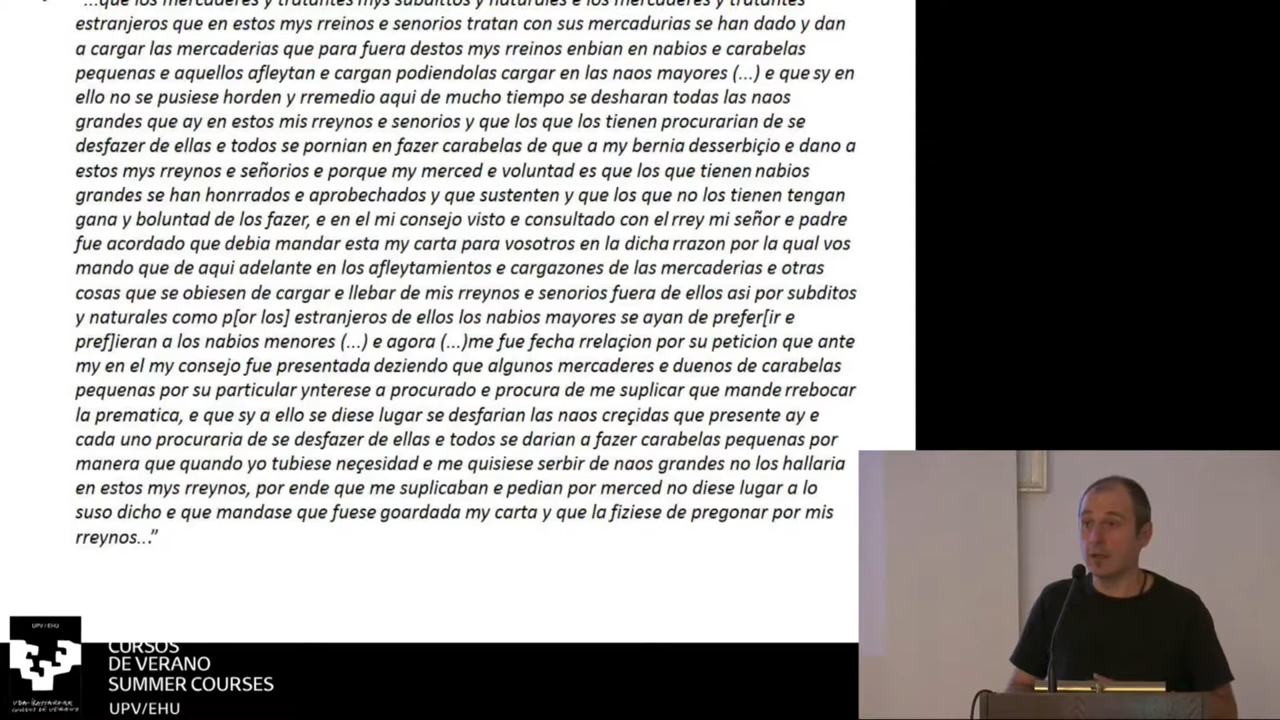 "...que los mercaderes y tratantes mys subditos y naturales e los mercaderes y tratantes
estranjeros que en estos mys rreinos e senorios tratan con sus mercadurias se han dado y dan
a cargar las mercaderias que para fuera destos mys rreinos enbian en nabios e carabelas
pequenas e aquellos afleytan e cargan podiendolas cargar en las naos mayores (...) e que sy en
ello no se pusiese horden y rremedio aqui de mucho tiempo se desharan todas las naos
grandes que ay en estos mis rreynos e senorios y que los que los tienen procurarian de se
desfazer de ellas e todos se pornian en fazer carabelas de que a my bernia desserbiçio e dano a
estos mys rreynos e señorios e porque my merced e voluntad es que los que tienen nabios
grandes se han honrrados e aprobechados y que sustenten y que los que no los tienen tengan
gana y boluntad de los fazer, e en el mi consejo visto e consultado con el rrey mi señor e padre
fue acordado que debia mandar esta my carta para vosotros en la dicha rrazon por la qual vos
mando que de aqui adelante en los afleytamientos e cargazones de las mercaderias e otras
cosas que se obiesen de cargar e llebar de mis rreynos e senorios fuera de ellos asi por subditos
y naturales como p[or los] estranjeros de ellos los nabios mayores se ayan de prefer[ir e
pref]ieran a los nabios menores (...) e agora (...)me fue fecha rrelaçion por su peticion que ante
my en el my consejo fue presentada deziendo que algunos mercaderes e duenos de carabelas
pequenas por su particular ynterese a procurado e procura de me suplicar que mande rrebocar
la prematica, e que sy a ello se diese lugar se desfarian las naos creçidas que presente ay e
cada uno procuraria de se desfazer de ellas e todos se darian a fazer carabelas pequenas por
manera que quando yo tubiese neçesidad e me quisiese serbir de naos grandes no los hallaria
en estos mys rreynos, por ende que me suplicaban e pedian por merced no diese lugar a lo
suso dicho e que mandase que fuese goardada my carta y que la fiziese de pregonar por mis
rreynos..."
UPV/EHU
CURSOS
DE VERANO
SUMMER COURSES
UPV/EHU